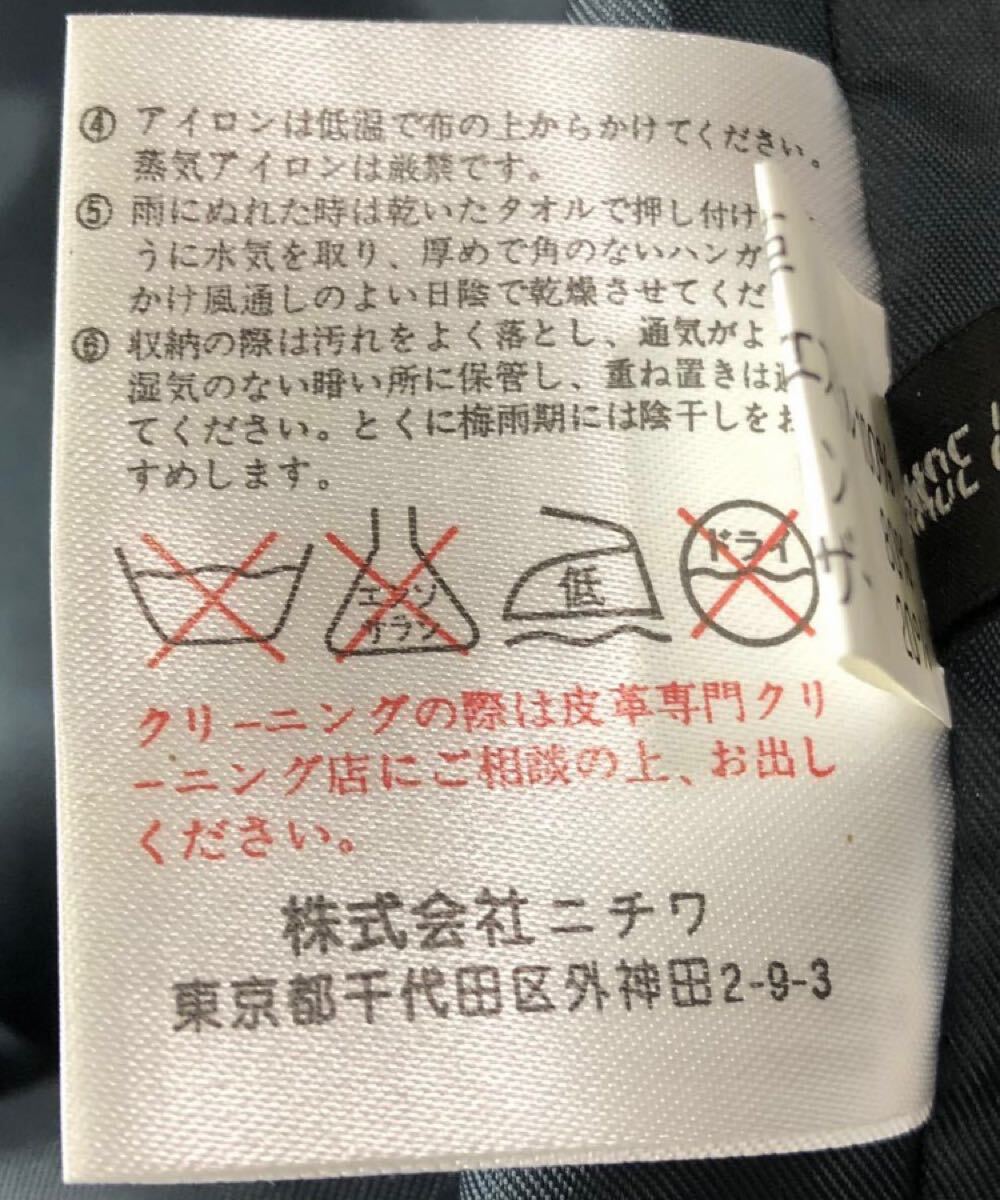 ④ アイロンは低温で布の上からかけてください。
蒸気アイロンは厳禁です。
⑤ 雨にぬれた時は乾いたタオルで押し付け
うに水気を取り、厚めで角のないハンガ
かけ風通しのよい日陰で乾燥させてくだ
⑥ 収納の際は汚れをよく落とし、通気がよ
湿気のない暗い所に保管し、重ね置きは
てください。とくに梅雨期には陰干しをお
すめします。
エンソ
サラシ
低
ドライ
クリーニングの際は皮革専門クリ
ーニング店にご相談の上、お出し
ください。
株式会社ニチワ
東京都千代田区外神田2-9-3